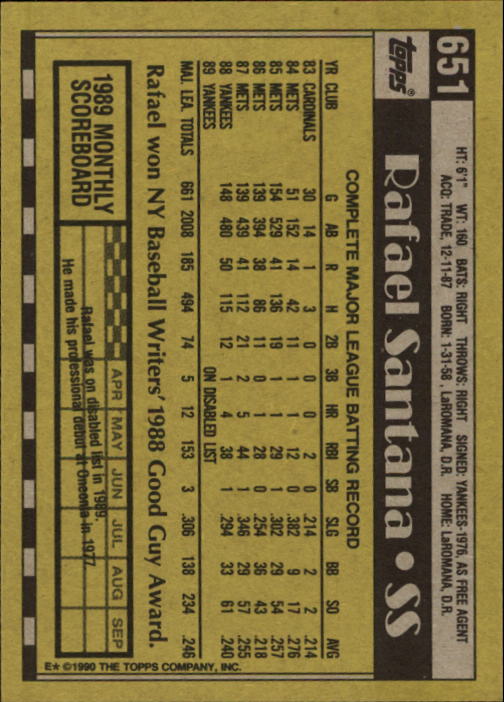 651
topps®
Rafael Santana • SS
HT: 6'1" WT: 160 BATS: RIGHT THROWS: RIGHT SIGNED: YANKEES-1976, AS FREE AGENT
ACQ: TRADE, 12-11-87 BORN: 1-31-58, LaROMANA, D.R. HOME: LaROMANA, D.R.
COMPLETE MAJOR LEAGUE BATTING RECORD
YR CLUB G AB R H 2B 3B HR RBI SB SLG BB SO AVG
83 CARDINALS 30 14 1 3 0 0 0 2 0 .214 2 2 .214
84 METS 51 152 14 42 11 1 1 12 0 .382 9 17 .276
85 METS 154 529 41 136 19 1 1 29 1 .302 29 54 .257
86 METS 139 394 38 86 11 0 1 28 0 .254 36 43 .218
87 METS 139 439 41 112 21 2 5 44 1 .346 29 57 .255
88 YANKEES 148 480 50 115 12 1 4 38 1 .294 33 61 .240
89 YANKEES ON DISABLED LIST
MAJ. LEA. TOTALS 661 2008 185 494 74 5 12 153 3 .306 138 234 .246
Rafael won NY Baseball Writers' 1988 Good Guy Award.
1989 MONTHLY
SCOREBOARD
APR MAY JUN JUL AUG SEP
Rafael was on disabled list in 1989.
He made his professional debut at Oneonta in 1977.
E* ©1990 THE TOPPS COMPANY, INC.